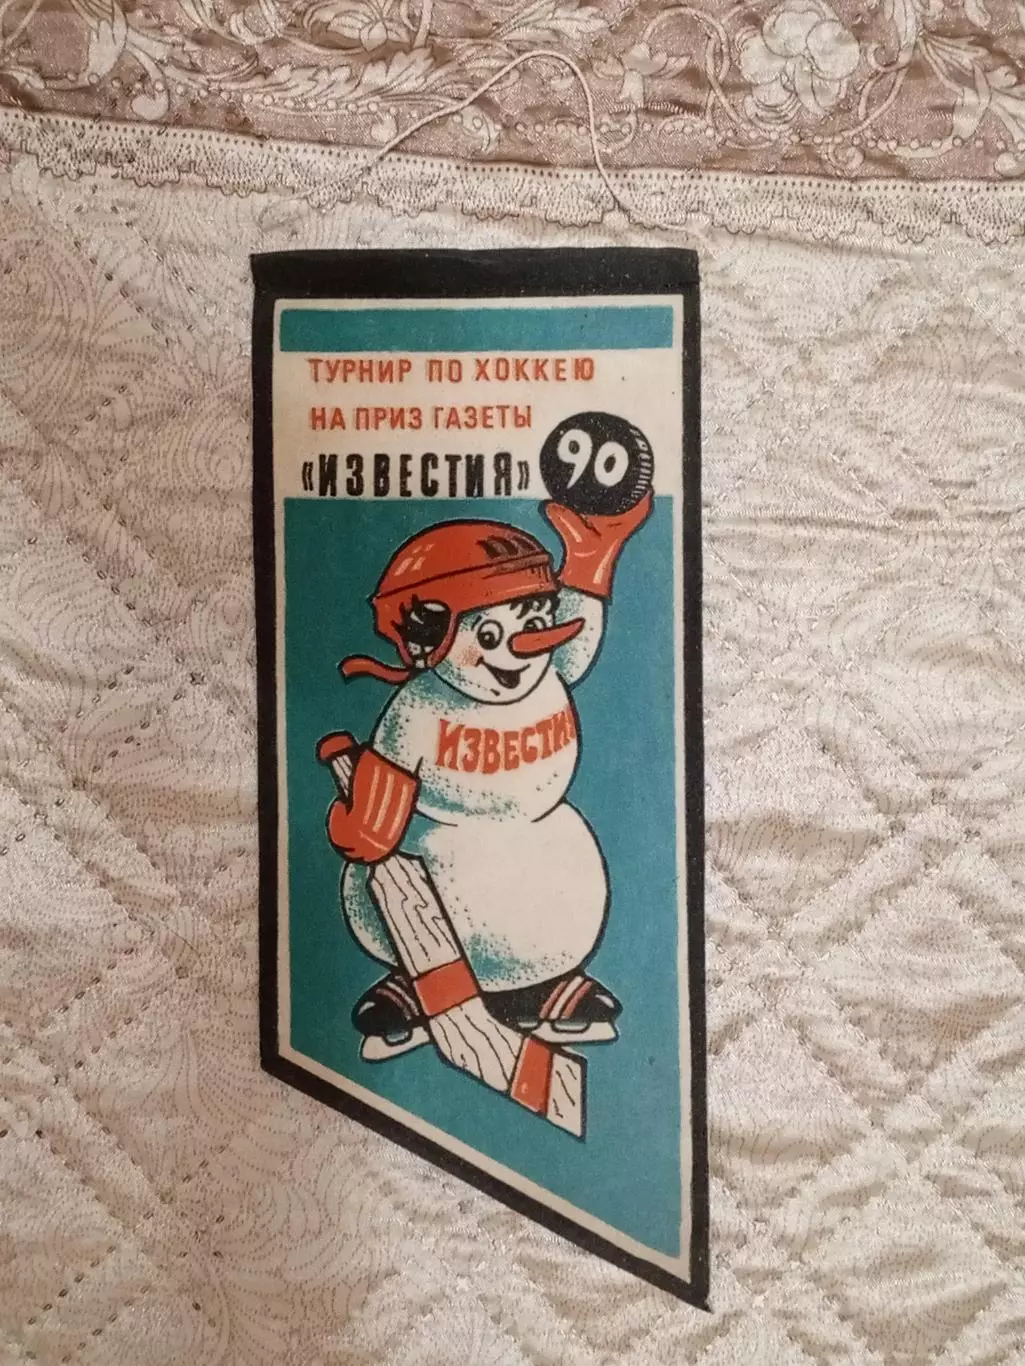 ТУРНИР ПО ХОККЕЮ
НА ПРИЗ ГАЗЕТЫ
«ИЗВЕСТИЯ»
90
ИЗВЕСТИ